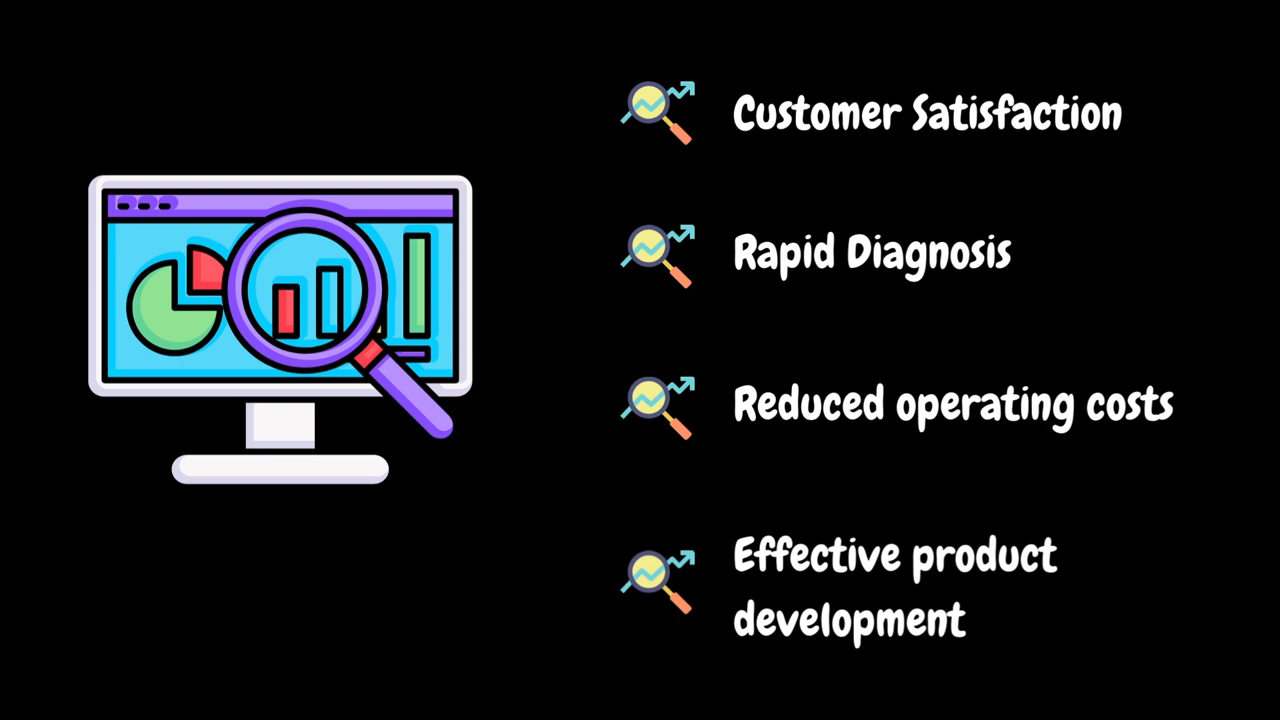 Customer Satisfaction
Rapid Diagnosis
Reduced operating costs
Effective product
development